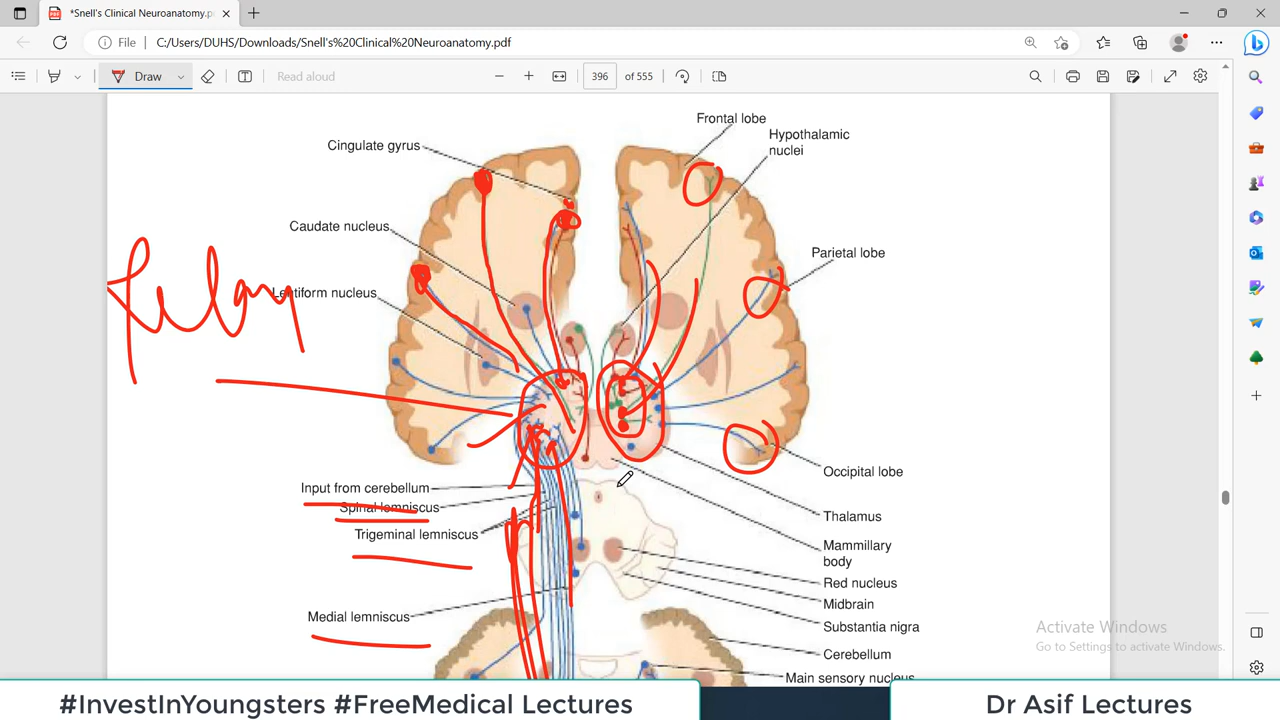 *Snell's Clinical Neuroanatomy.p
File
C:/Users/DUHS/Downloads/Snell's%20Clinical%20Neuroanatomy.pdf
Draw
Read aloud
396 of 555
Frontal lobe
Hypothalamic
nuclei
Cingulate gyrus
Caudate nucleus
Parietal lobe
Lentiform nucleus
Occipital lobe
Input from cerebellum
Spinal lemniscus
Trigeminal lemniscus
Thalamus
Mammillary
body
Red nucleus
Midbrain
Medial lemniscus
Substantia nigra
Cerebellum
Main sensory nucleus
Activate Windows
Go to Settings to activate Windows.
#InvestInYoungsters #FreeMedical Lectures
Dr Asif Lectures